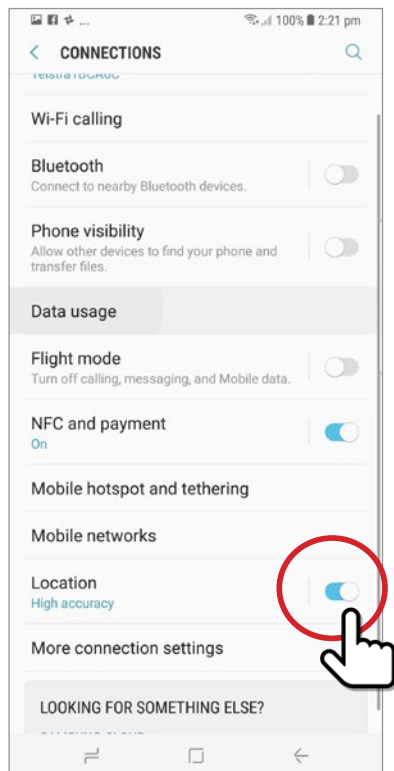 ... 100% 2:21 pm
CONNECTIONS
Wi-Fi calling
Bluetooth
Connect to nearby Bluetooth devices.
Phone visibility
Allow other devices to find your phone and
transfer files.
Data usage
Flight mode
Turn off calling, messaging, and Mobile data.
NFC and payment
On
Mobile hotspot and tethering
Mobile networks
Location
High accuracy
More connection settings
LOOKING FOR SOMETHING ELSE?